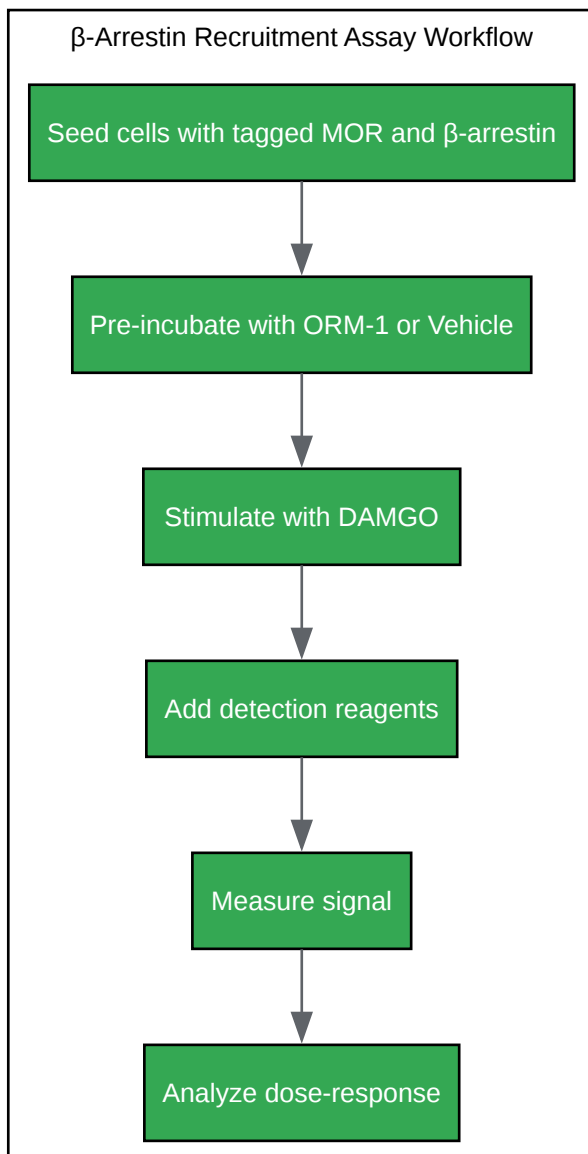 β-Arrestin Recruitment Assay Workflow
Seed cells with tagged MOR and β-arrestin
Pre-incubate with ORM-1 or Vehicle
Stimulate with DAMGO
Add detection reagents
Measure signal
Analyze dose-response